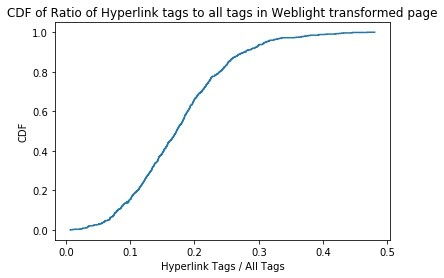 CDF of Ratio of Hyperlink tags to all tags in Weblight transformed page
1.0
0.8
0.6
0.4
0.2
0.0
CDF
0.0 0.1 0.2 0.3 0.4 0.5
Hyperlink Tags / All Tags